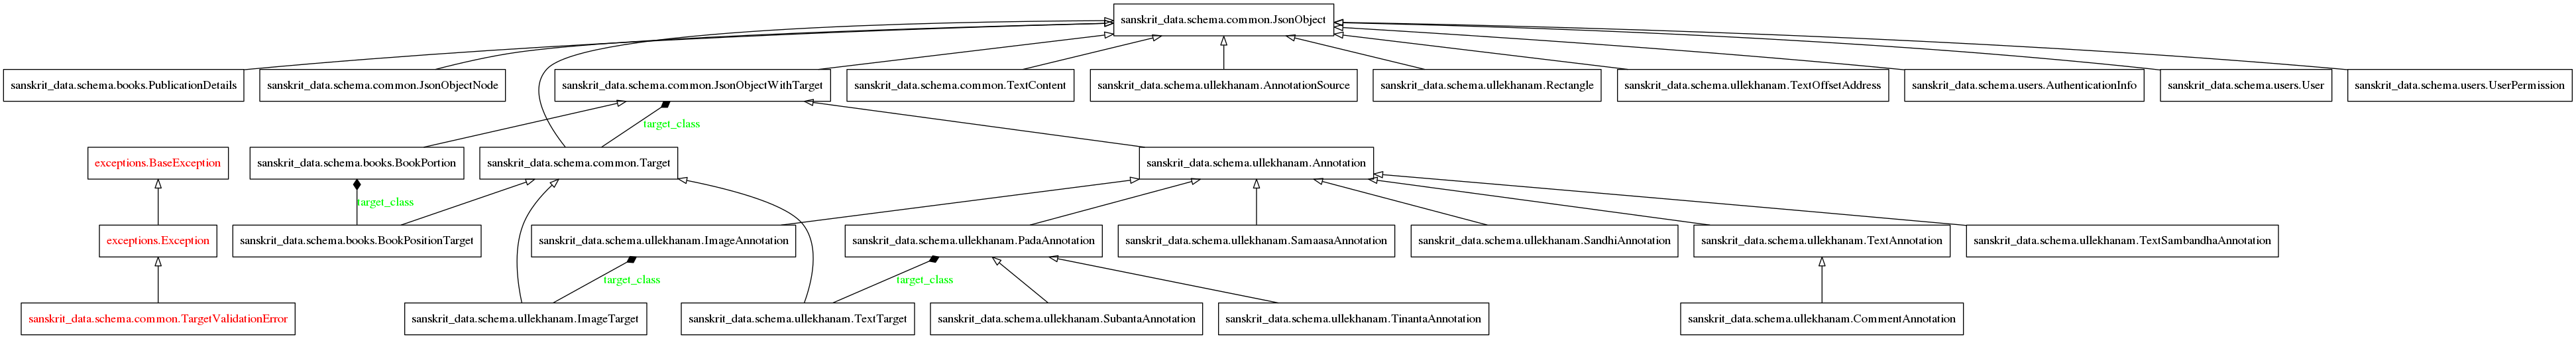 sanskrit_data.schema.common.JsonObject
sanskrit_data.schema.books.PublicationDetails
sanskrit_data.schema.common.JsonObjectNode
sanskrit_data.schema.common.JsonObjectWithTarget
sanskrit_data.schema.common.TextContent
sanskrit_data.schema.ullekhanam.AnnotationSource
sanskrit_data.schema.ullekhanam.Rectangle
sanskrit_data.schema.ullekhanam.TextOffsetAddress
sanskrit_data.schema.users.AuthenticationInfo
sanskrit_data.schema.users.User
sanskrit_data.schema.users.UserPermission
target_class
exceptions.BaseException
sanskrit_data.schema.books.BookPortion
sanskrit_data.schema.common.Target
sanskrit_data.schema.ullekhanam.Annotation
target_class
exceptions.Exception
sanskrit_data.schema.books.BookPositionTarget
sanskrit_data.schema.ullekhanam.ImageAnnotation
sanskrit_data.schema.ullekhanam.PadaAnnotation
sanskrit_data.schema.ullekhanam.SamaasaAnnotation
sanskrit_data.schema.ullekhanam.SandhiAnnotation
sanskrit_data.schema.ullekhanam.TextAnnotation
sanskrit_data.schema.ullekhanam.TextSambandhaAnnotation
target_class
target_class
sanskrit_data.schema.common.TargetValidationError
sanskrit_data.schema.ullekhanam.ImageTarget
sanskrit_data.schema.ullekhanam.TextTarget
sanskrit_data.schema.ullekhanam.SubantaAnnotation
sanskrit_data.schema.ullekhanam.TinantaAnnotation
sanskrit_data.schema.ullekhanam.CommentAnnotation